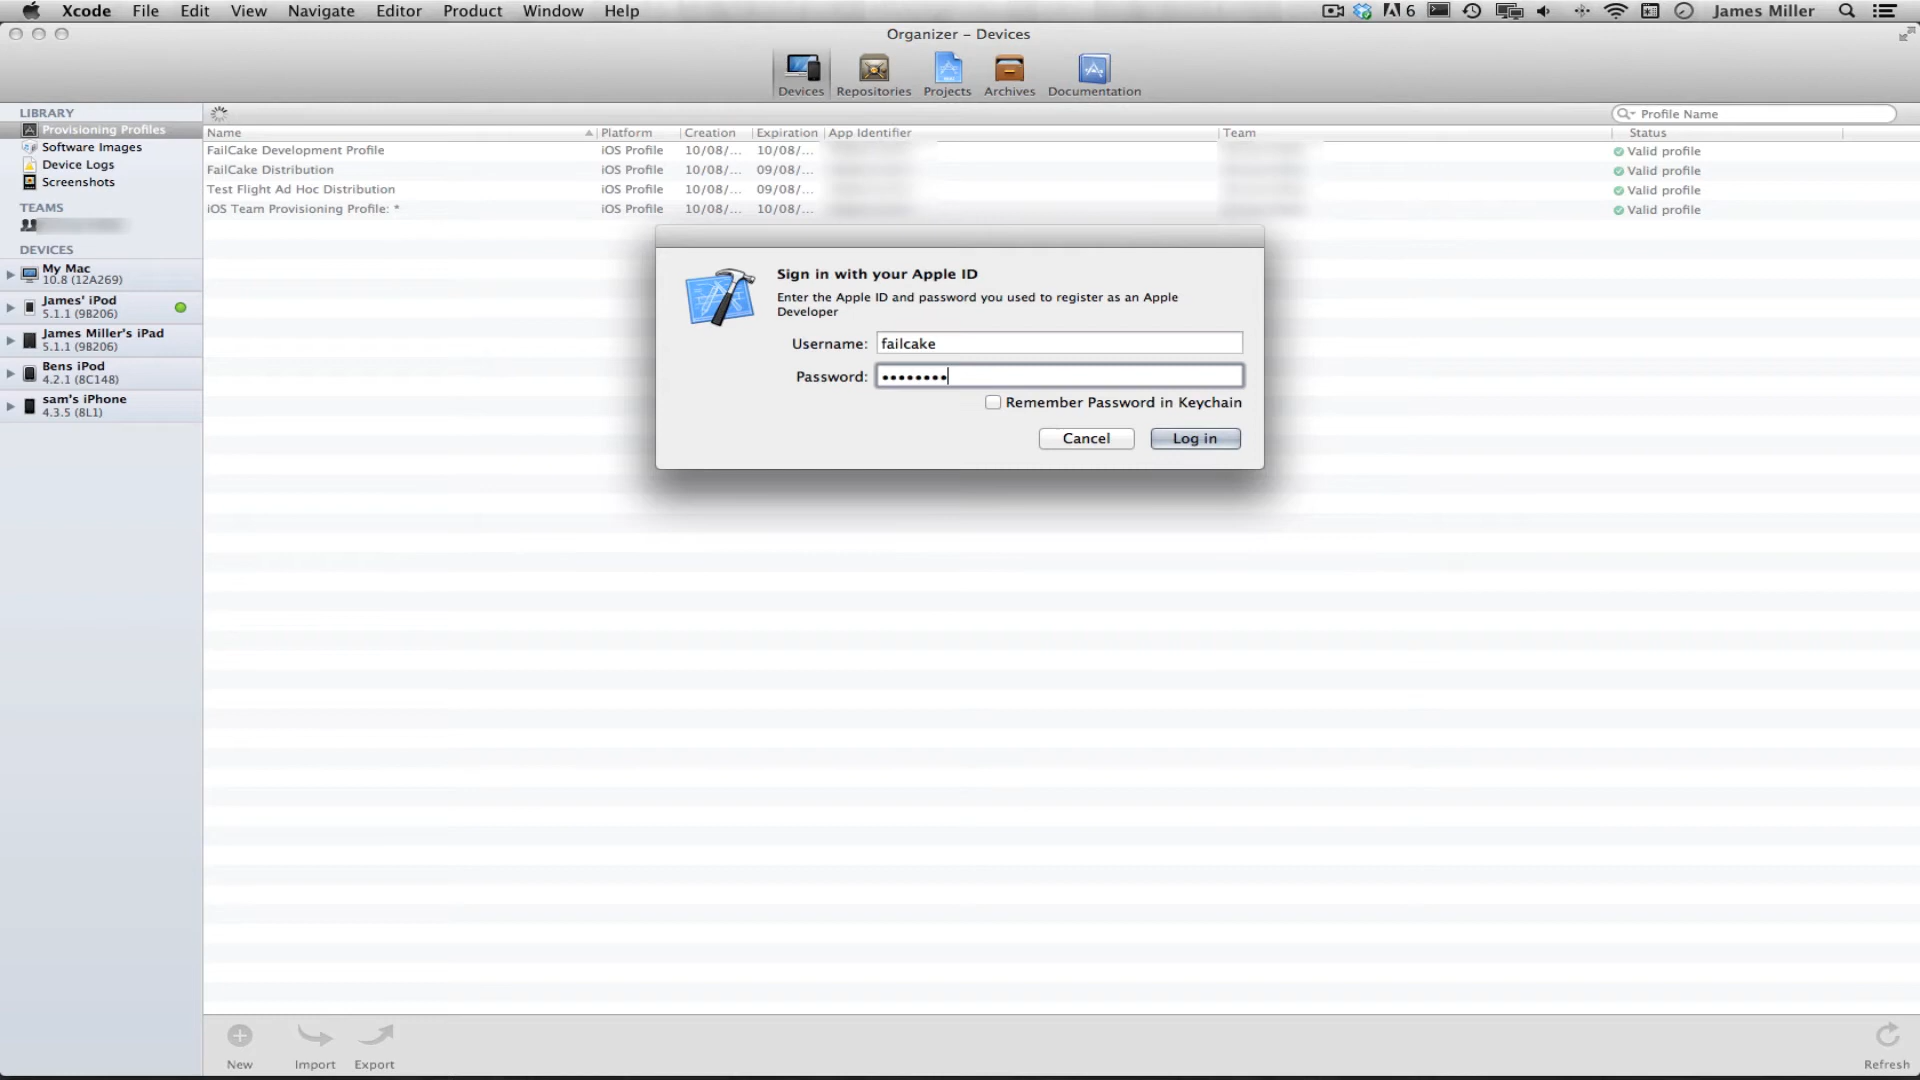 Xcode File Edit View Navigate Editor Product Window Help 6 James Miller
Organizer – Devices
Devices Repositories Projects Archives Documentation
LIBRARY
Provisioning Profiles
Software Images
Device Logs
Screenshots
TEAMS
DEVICES
My Mac
10.8 (12A269)
James' iPod
5.1.1 (9B206)
James Miller's iPad
5.1.1 (9B206)
Bens iPod
4.2.1 (8C148)
sam's iPhone
4.3.5 (8L1)
Profile Name
Name Platform Creation Expiration App Identifier Team Status
FailCake Development Profile iOS Profile 10/08/... 10/08/... Valid profile
FailCake Distribution iOS Profile 10/08/... 09/08/... Valid profile
Test Flight Ad Hoc Distribution iOS Profile 10/08/... 09/08/... Valid profile
iOS Team Provisioning Profile: * iOS Profile 10/08/... 10/08/... Valid profile
Sign in with your Apple ID
Enter the Apple ID and password you used to register as an Apple
Developer
Username: failcake
Password: ••••••••
Remember Password in Keychain
Cancel Log in
New Import Export Refresh